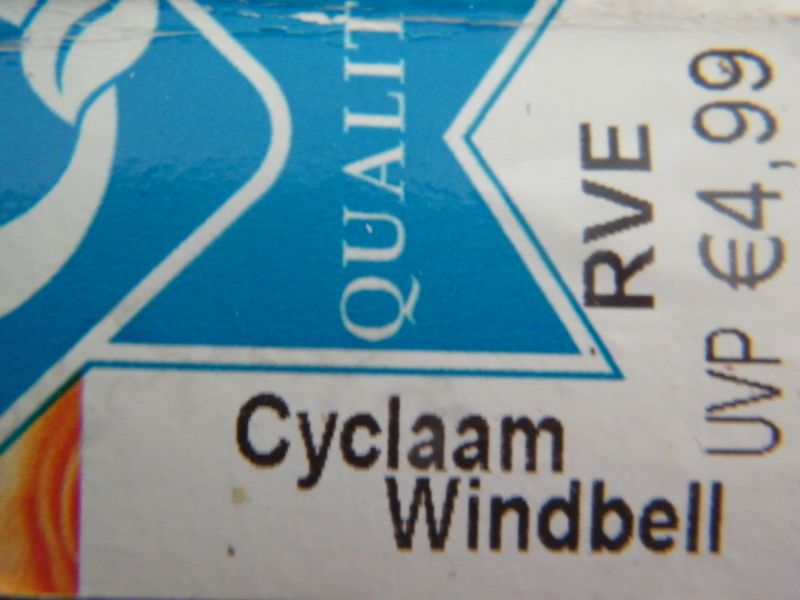 QUALIT
RVE
UVP €4,99
Cyclaam
Windbell